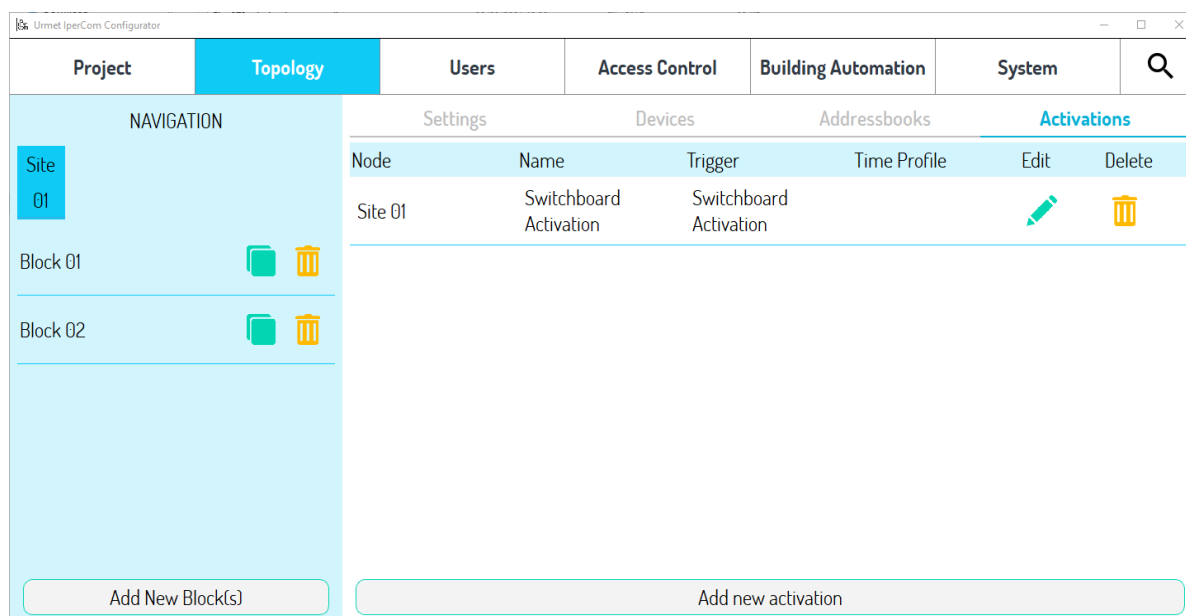 Urmet IperCom Configurator
Project Topology Users Access Control Building Automation System
NAVIGATION
Settings Devices Addressbooks Activations
Site
01
Node Name Trigger Time Profile Edit Delete
Site 01 Switchboard Activation Switchboard Activation
Block 01
Block 02
Add New Block(s)
Add new activation